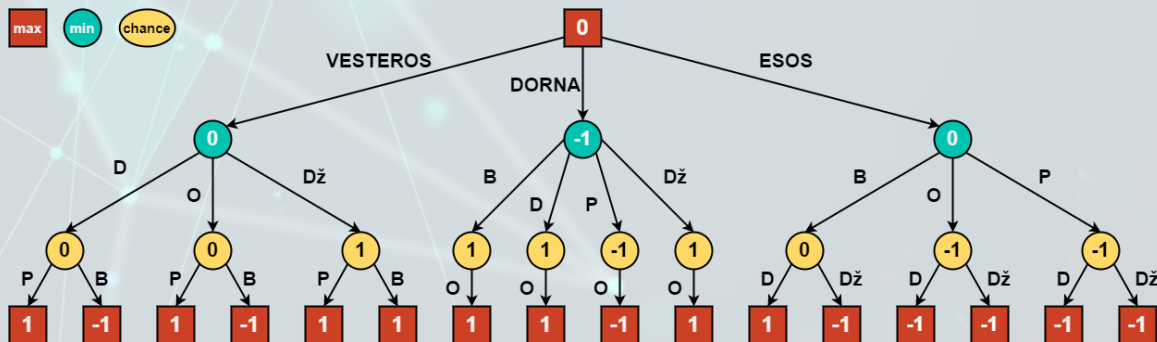 max min chance 0
VESTEROS DORNA ESOS
0 -1 0
D O Dž B D P Dž B O P
0 0 1 1 1 -1 1 0 -1 -1
P B P B P B O O O O D Dž D Dž D Dž
1 -1 1 -1 1 1 1 1 -1 1 1 -1 -1 -1 -1 -1